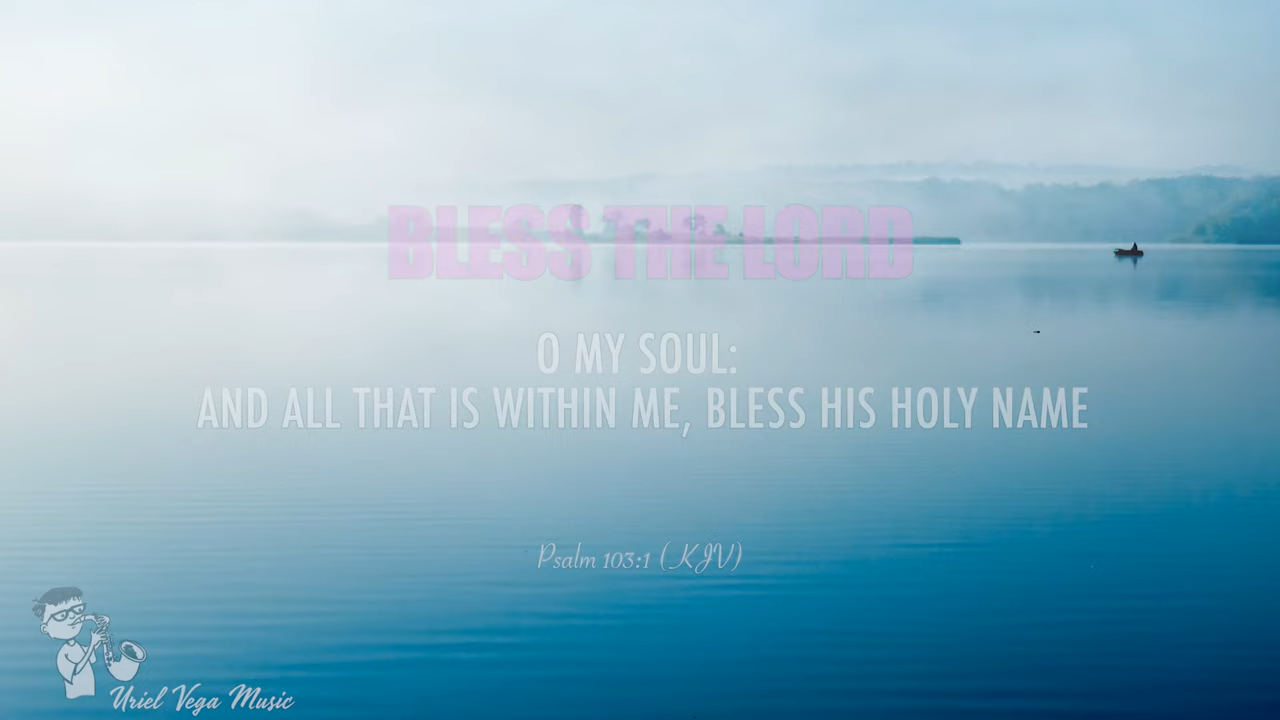 BLESS THE LORD
O MY SOUL:
AND ALL THAT IS WITHIN ME, BLESS HIS HOLY NAME
Psalm 103:1 (KJV)
Uriel Vega Music